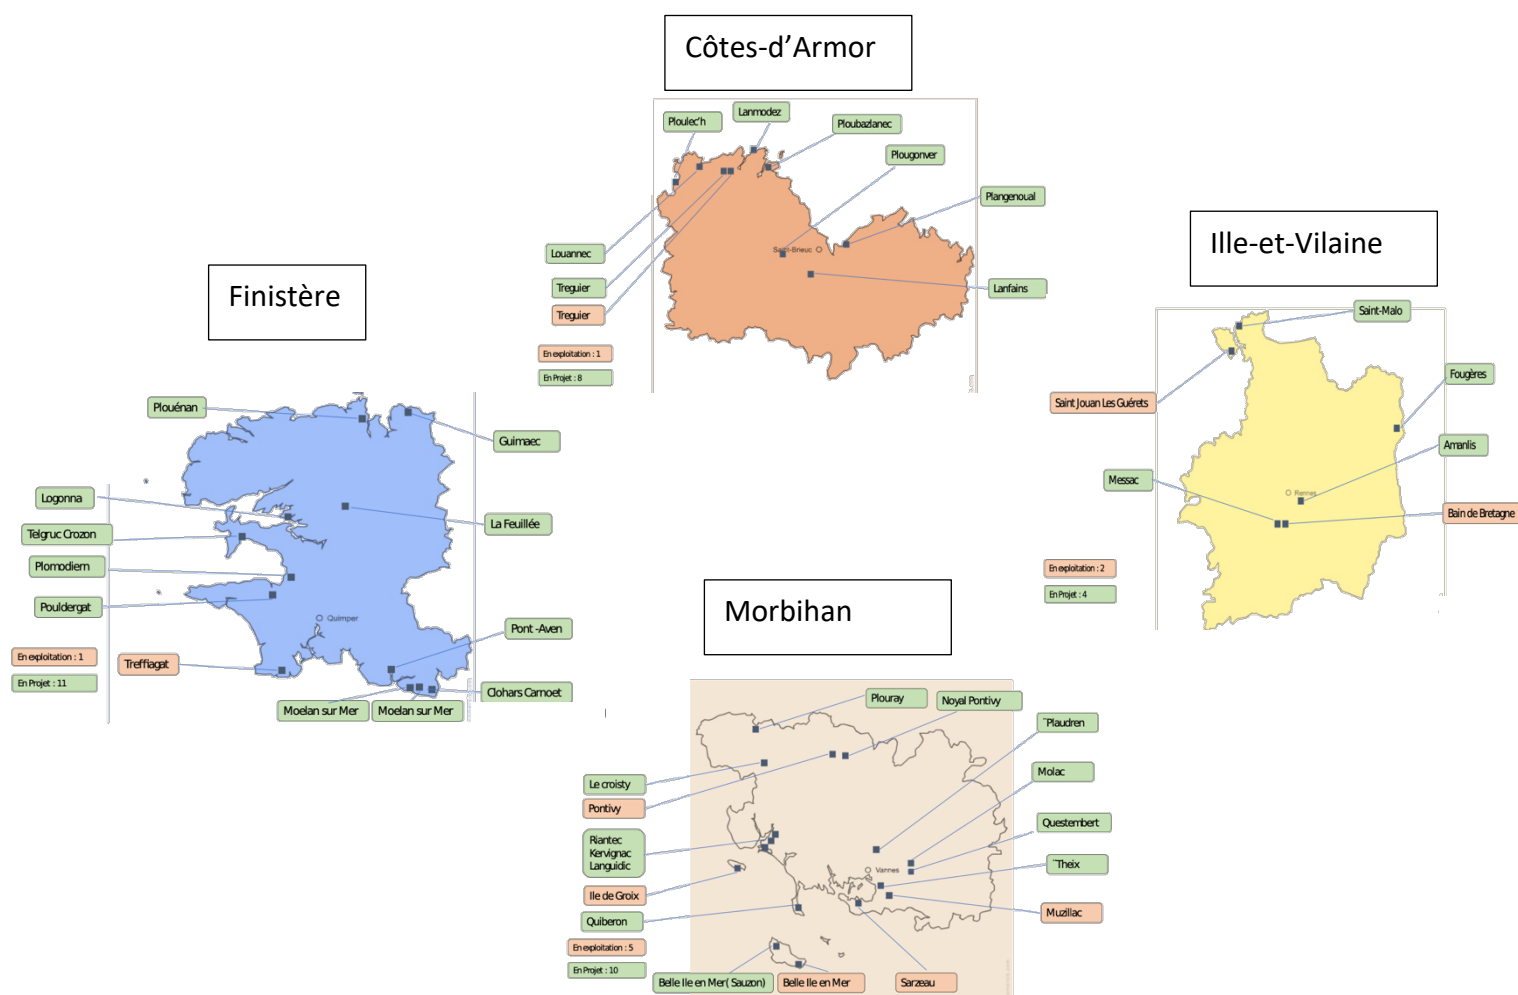 Côtes-d'Armor
Ploulec'h
Lanmodez
Ploubazlanec
Plougonver
Plangenoual
Louannec
Saint-Brieuc
Treguier
Lanfains
Treguier
En exploitation : 1
En Projet : 8
Ille-et-Vilaine
Saint-Malo
Fougères
Saint Jouan Les Guérets
Amanlis
Messac
Rennes
Bain de Bretagne
En exploitation : 2
En Projet : 4
Finistère
Plouénan
Guimaec
Logonna
La Feuillée
Telgruc Crozon
Plomodiern
Pouldergat
Quimper
Pont -Aven
En exploitation : 1
Treffiagat
En Projet : 11
Clohars Carnoet
Moelan sur Mer
Moelan sur Mer
Morbihan
Plouray
Noyal Pontivy
¨Plaudren
Molac
Le croisty
Pontivy
Questembert
Riantec
Kervignac
Languidic
Vannes
¨Theix
Ile de Groix
Muzillac
Quiberon
En exploitation : 5
En Projet : 10
Belle Ile en Mer( Sauzon)
Belle Ile en Mer
Sarzeau